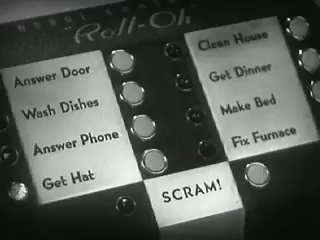 Roll-Oh
Answer Door
Wash Dishes
Answer Phone
Get Hat
Clean House
Get Dinner
Make Bed
Fix Furnace
SCRAM!